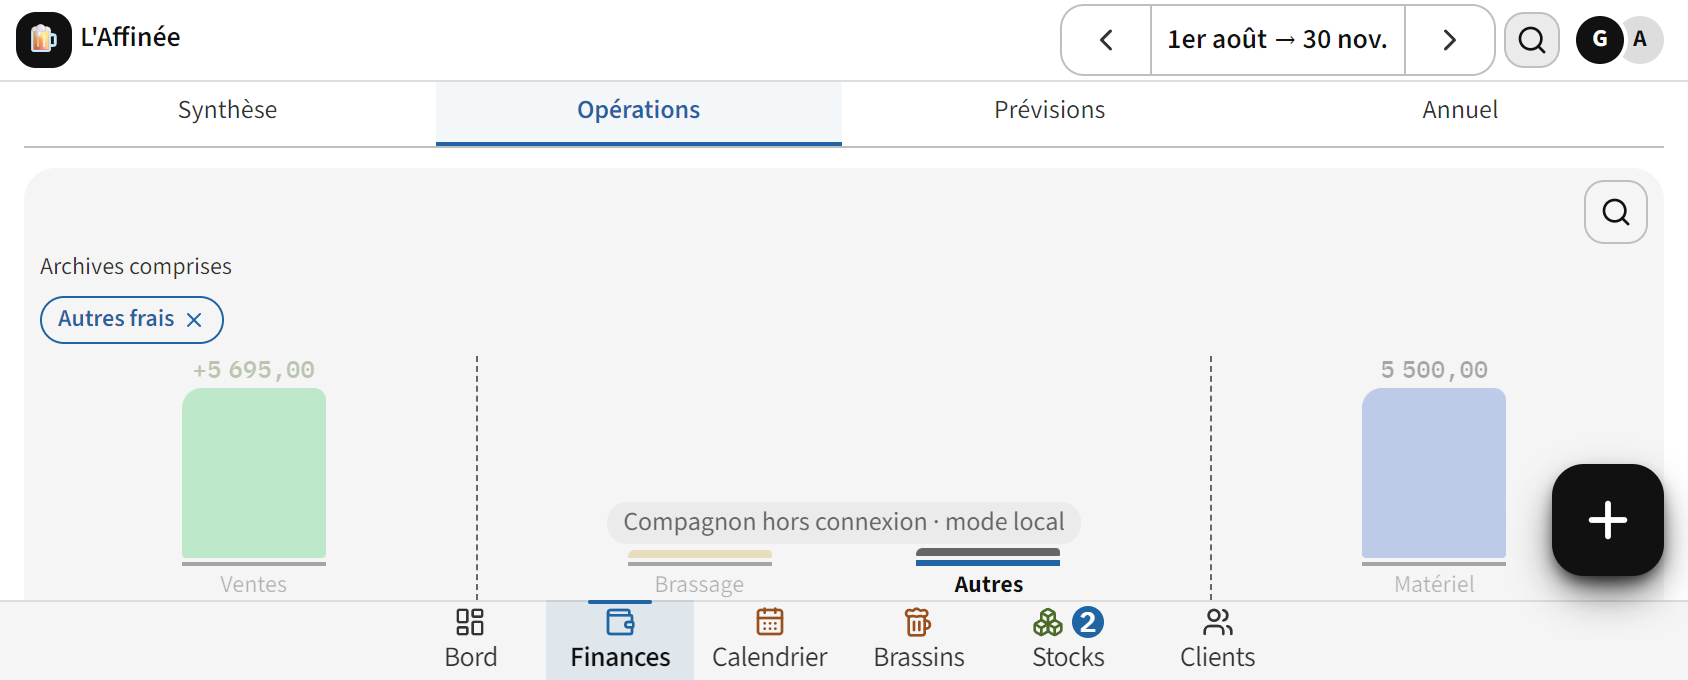 L'Affinée
1er août → 30 nov.
G
A
Synthèse
Opérations
Prévisions
Annuel
Archives comprises
Autres frais
+5 695,00
5 500,00
Compagnon hors connexion · mode local
Ventes
Brassage
Autres
Matériel
Bord
Finances
Calendrier
Brassins
2
Stocks
Clients